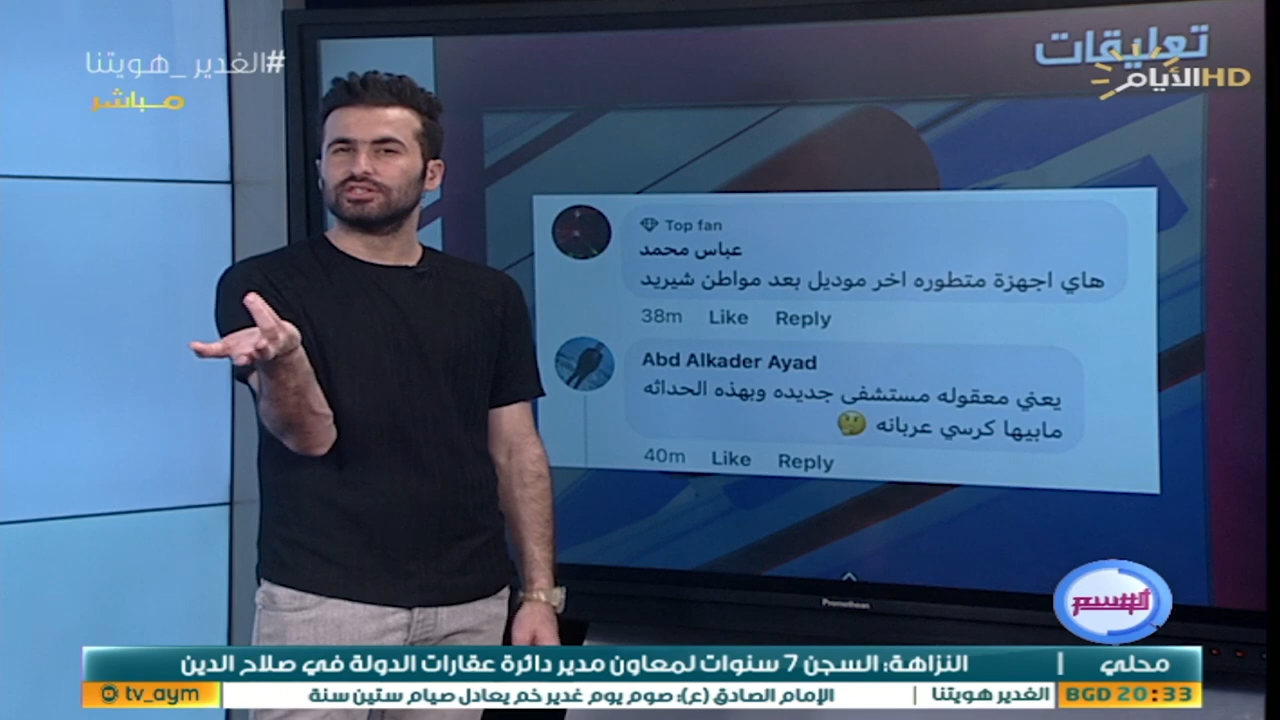 #الغدير_هويتنا
مباشر
تعليقات
الأيام HD
Top fan
عباس محمد
هاي اجهزة متطوره اخر موديل بعد مواطن شيريد
38m Like Reply
Abd Alkader Ayad
يعني معقوله مستشفى جديده وبهذه الحداثه
مابيها كرسي عربانه 🤔
40m Like Reply
Promethean
محلي | النزاهة: السجن 7 سنوات لمعاون مدير دائرة عقارات الدولة في صلاح الدين
BGD 20:33 الغدير هويتنا | الإمام الصادق (ع): صوم يوم غدير خم يعادل صيام ستين سنة tv_aym